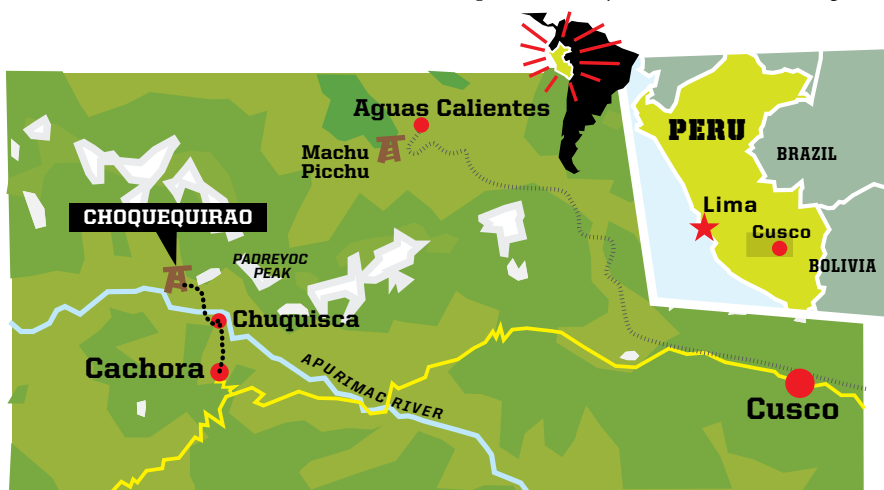 Aguas Calientes
Machu
Picchu
CHOQUEQUIRAO
PADREYOC
PEAK
Chuquisca
Cachora
APURIMAC RIVER
Cusco
PERU
BRAZIL
Lima
Cusco
BOLIVIA